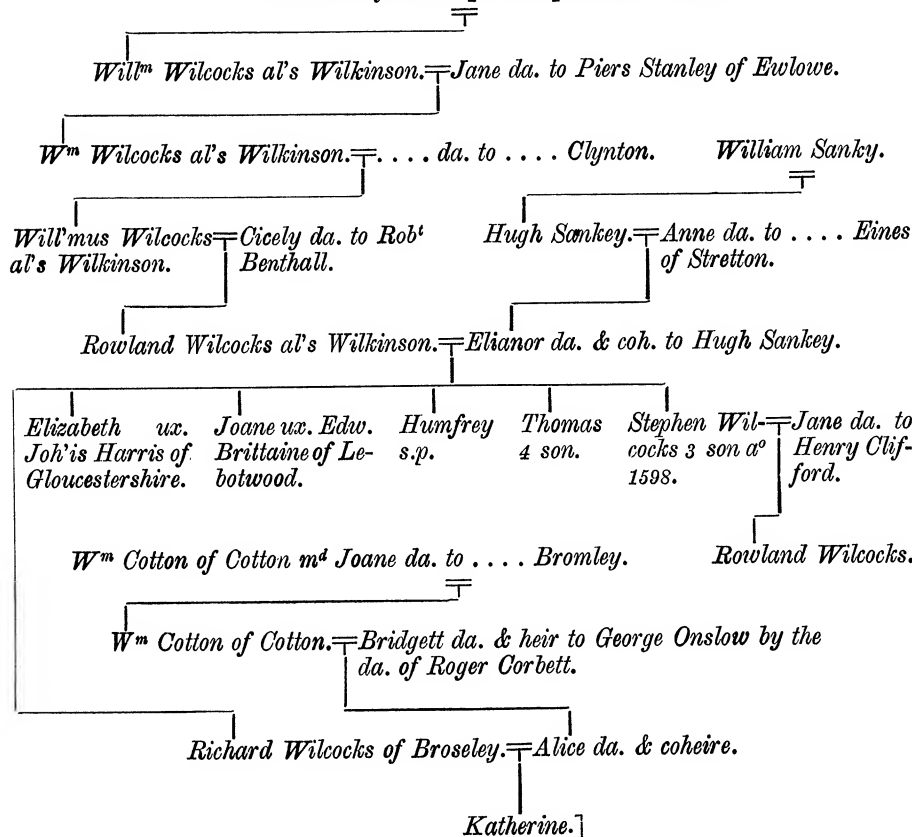 Willᵐ Wilcocks al's Wilkinson. Jane da. to Piers Stanley of Ewlowe.
Wᵐ Wilcocks al's Wilkinson. . . . . da. to . . . . Clynton. William Sanky.
Will'mus Wilcocks Cicely da. to Robᵗ Hugh Sankey. Anne da. to . . . . Eines
al's Wilkinson. Benthall. of Stretton.
Rowland Wilcocks al's Wilkinson. Elianor da. & coh. to Hugh Sankey.
Elizabeth ux. Joane ux. Edw. Humfrey Thomas Stephen Wil- Jane da. to
Joh'is Harris of Brittaine of Le- s.p. 4 son. cocks 3 son aº Henry Clif-
Gloucestershire. botwood. 1598. ford.
Wᵐ Cotton of Cotton mᵈ Joane da. to . . . . Bromley. Rowland Wilcocks.
Wᵐ Cotton of Cotton. Bridgett da. & heir to George Onslow by the
da. of Roger Corbett.
Richard Wilcocks of Broseley. Alice da. & coheire.
Katherine.]